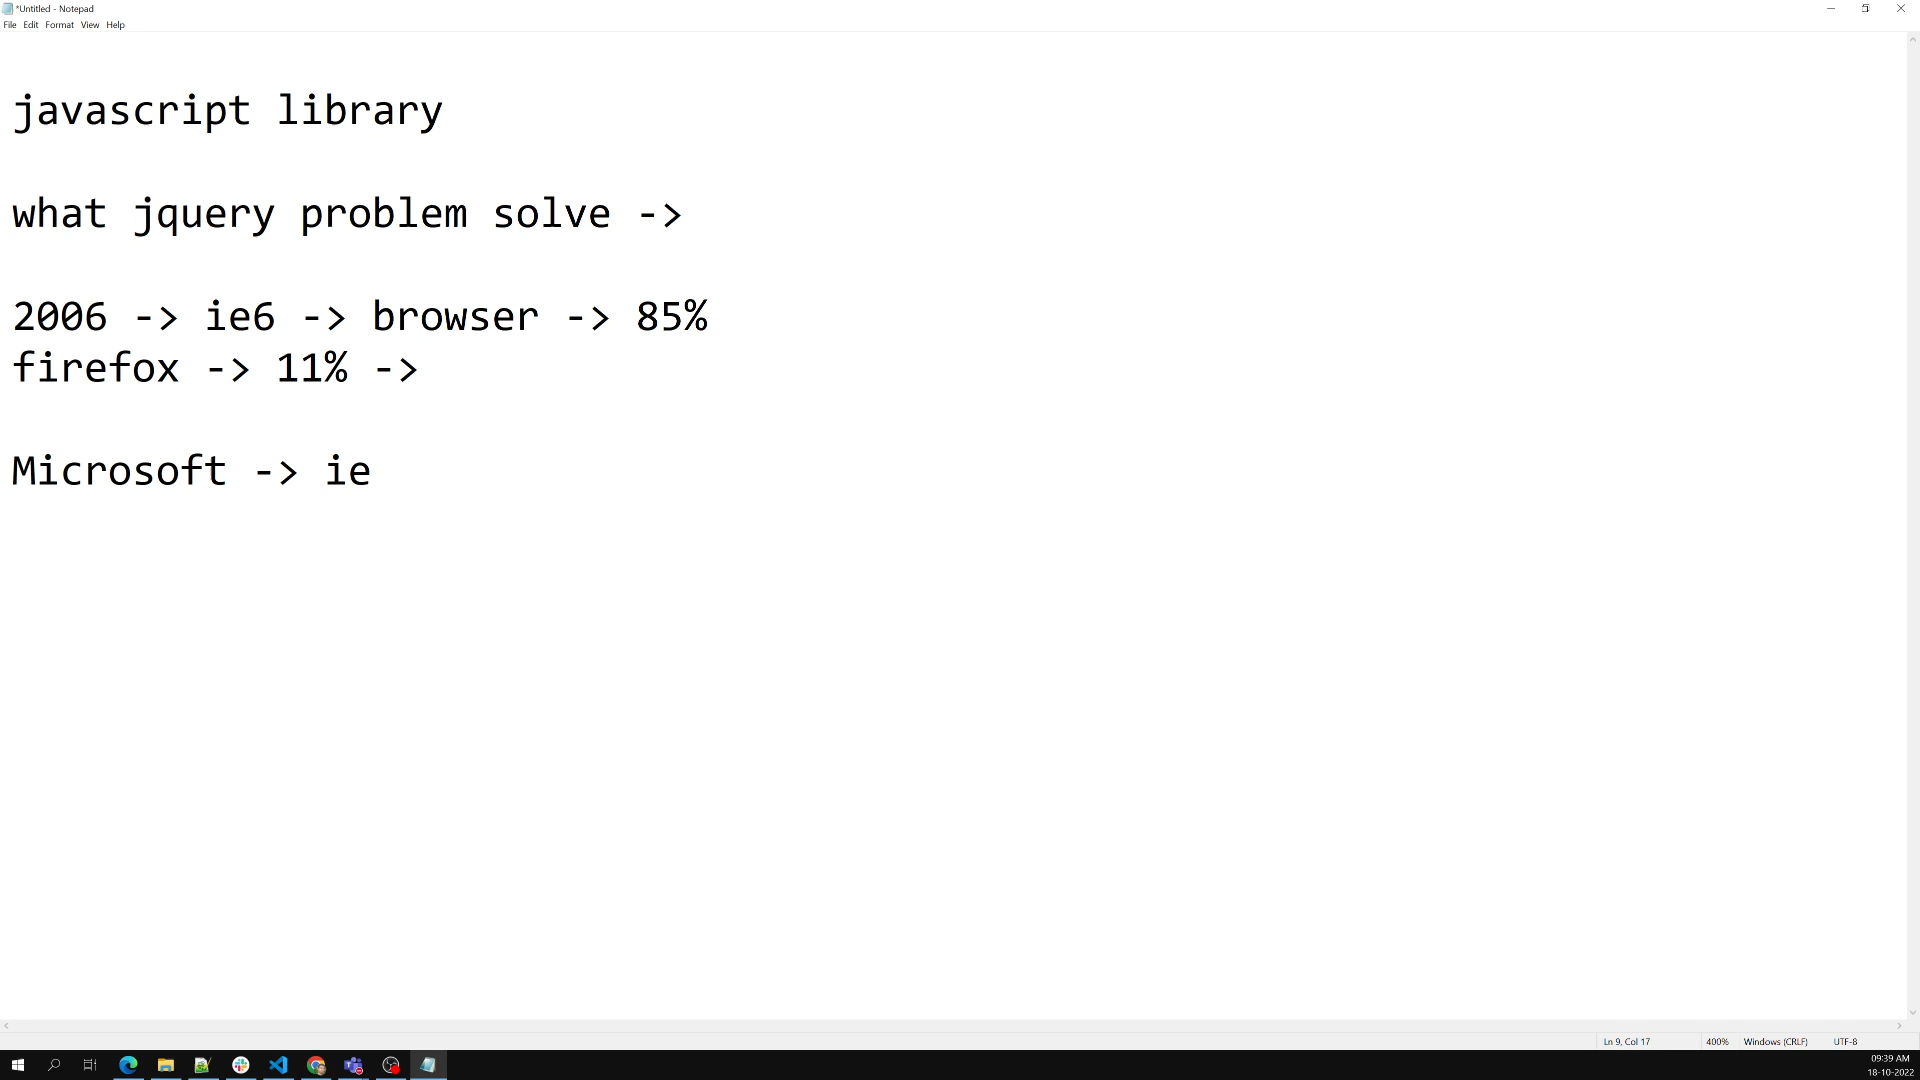 *Untitled - Notepad
File Edit Format View Help
javascript library
what jquery problem solve ->
2006 -> ie6 -> browser -> 85%
firefox -> 11% ->
Microsoft -> ie
Ln 9, Col 17 400% Windows (CRLF) UTF-8
09:39 AM
18-10-2022